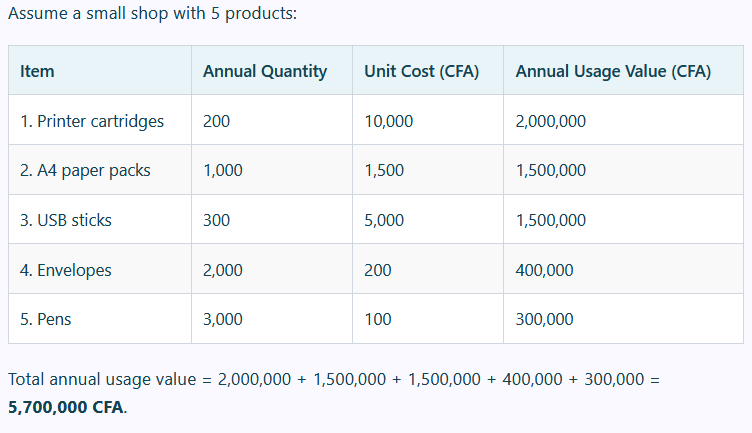 Assume a small shop with 5 products:
Item Annual Quantity Unit Cost (CFA) Annual Usage Value (CFA)
1. Printer cartridges 200 10,000 2,000,000
2. A4 paper packs 1,000 1,500 1,500,000
3. USB sticks 300 5,000 1,500,000
4. Envelopes 2,000 200 400,000
5. Pens 3,000 100 300,000
Total annual usage value = 2,000,000 + 1,500,000 + 1,500,000 + 400,000 + 300,000 =
5,700,000 CFA.